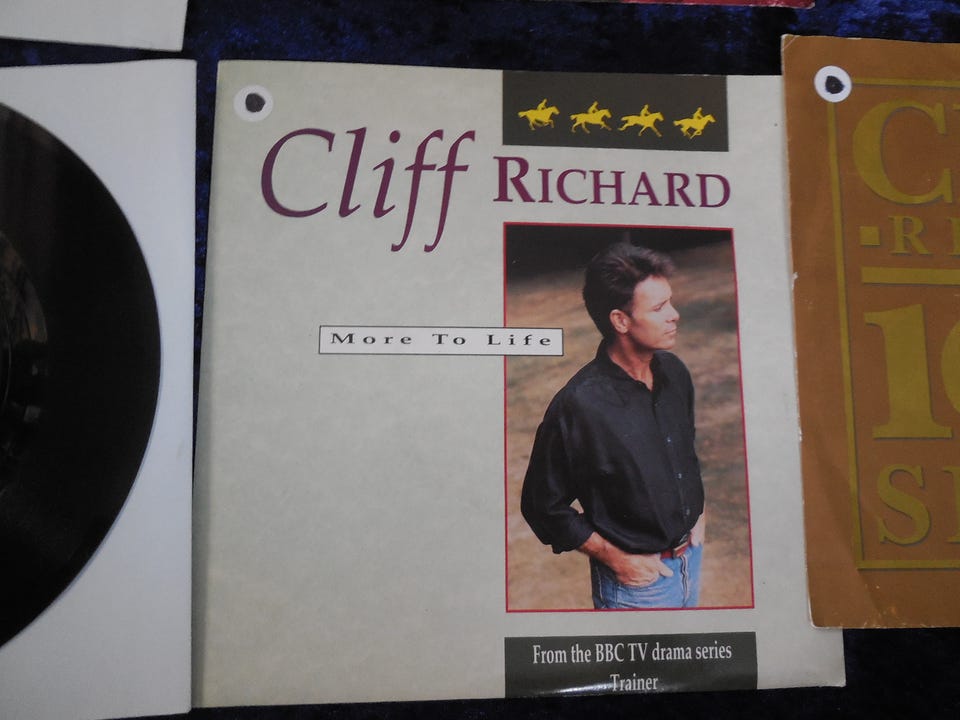 Cliff RICHARD
More To Life
From the BBC TV drama series
Trainer